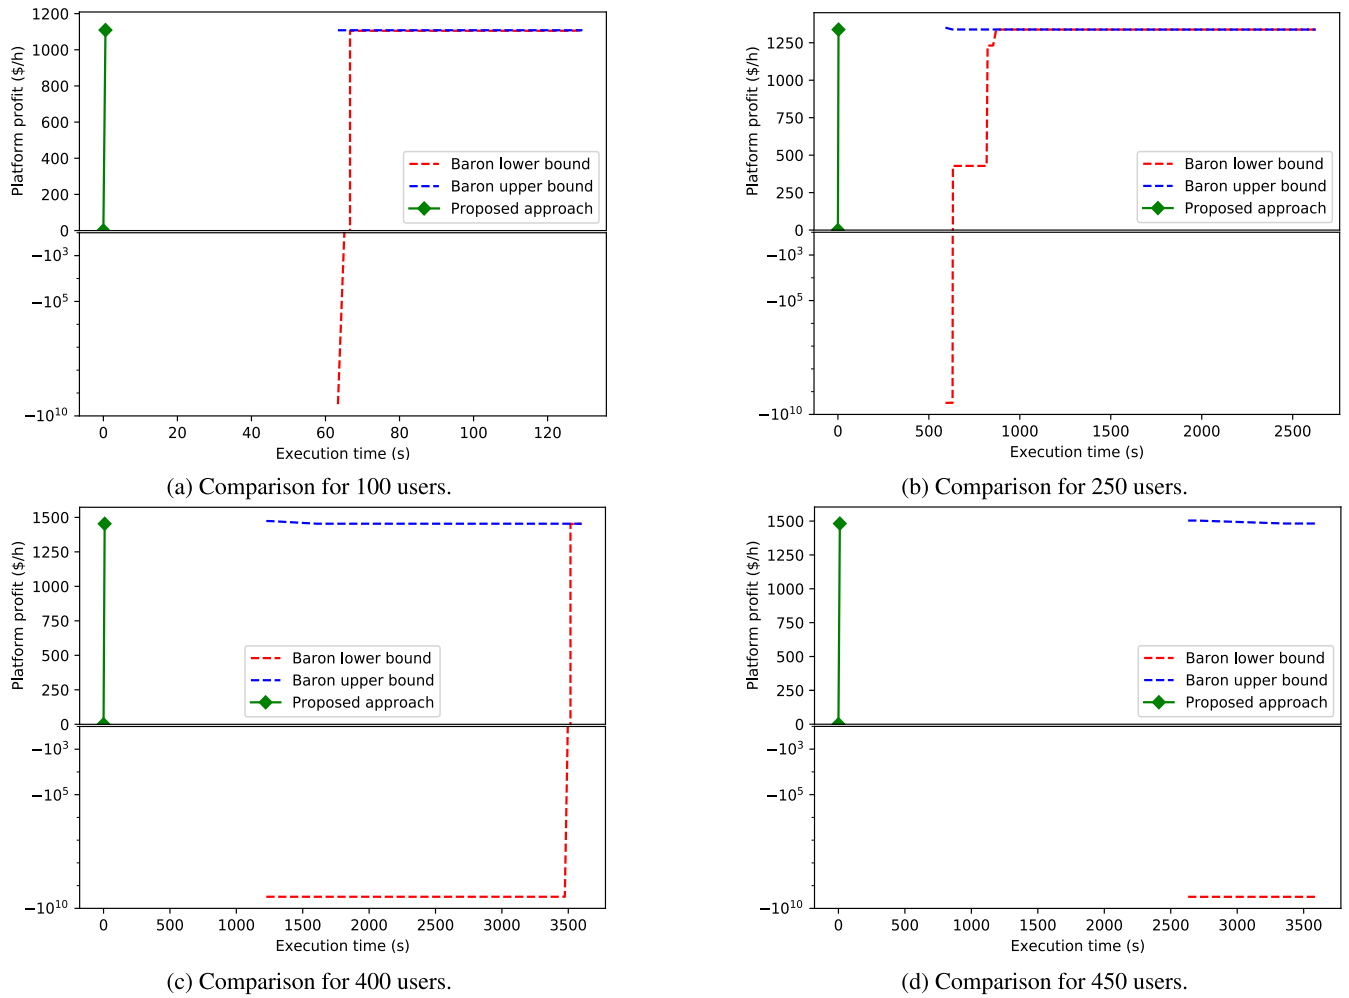 1200
1000
800
600
400
200
0
−10³
−10⁵
−10¹⁰
Platform profit ($/h)
Baron lower bound
Baron upper bound
Proposed approach
0 20 40 60 80 100 120
Execution time (s)
(a) Comparison for 100 users.
1250
1000
750
500
250
0
−10³
−10⁵
−10¹⁰
Platform profit ($/h)
Baron lower bound
Baron upper bound
Proposed approach
0 500 1000 1500 2000 2500
Execution time (s)
(b) Comparison for 250 users.
1500
1250
1000
750
500
250
0
−10³
−10⁵
−10¹⁰
Platform profit ($/h)
Baron lower bound
Baron upper bound
Proposed approach
0 500 1000 1500 2000 2500 3000 3500
Execution time (s)
(c) Comparison for 400 users.
1500
1250
1000
750
500
250
0
−10³
−10⁵
−10¹⁰
Platform profit ($/h)
Baron lower bound
Baron upper bound
Proposed approach
0 500 1000 1500 2000 2500 3000 3500
Execution time (s)
(d) Comparison for 450 users.